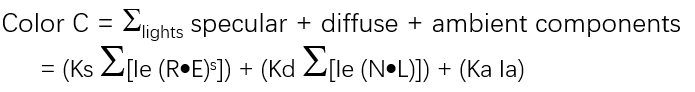 Color C = Σlights specular + diffuse + ambient components
= (Ks Σ[Ie (R•E)ˢ]) + (Kd Σ[Ie (N•L)]) + (Ka Ia)